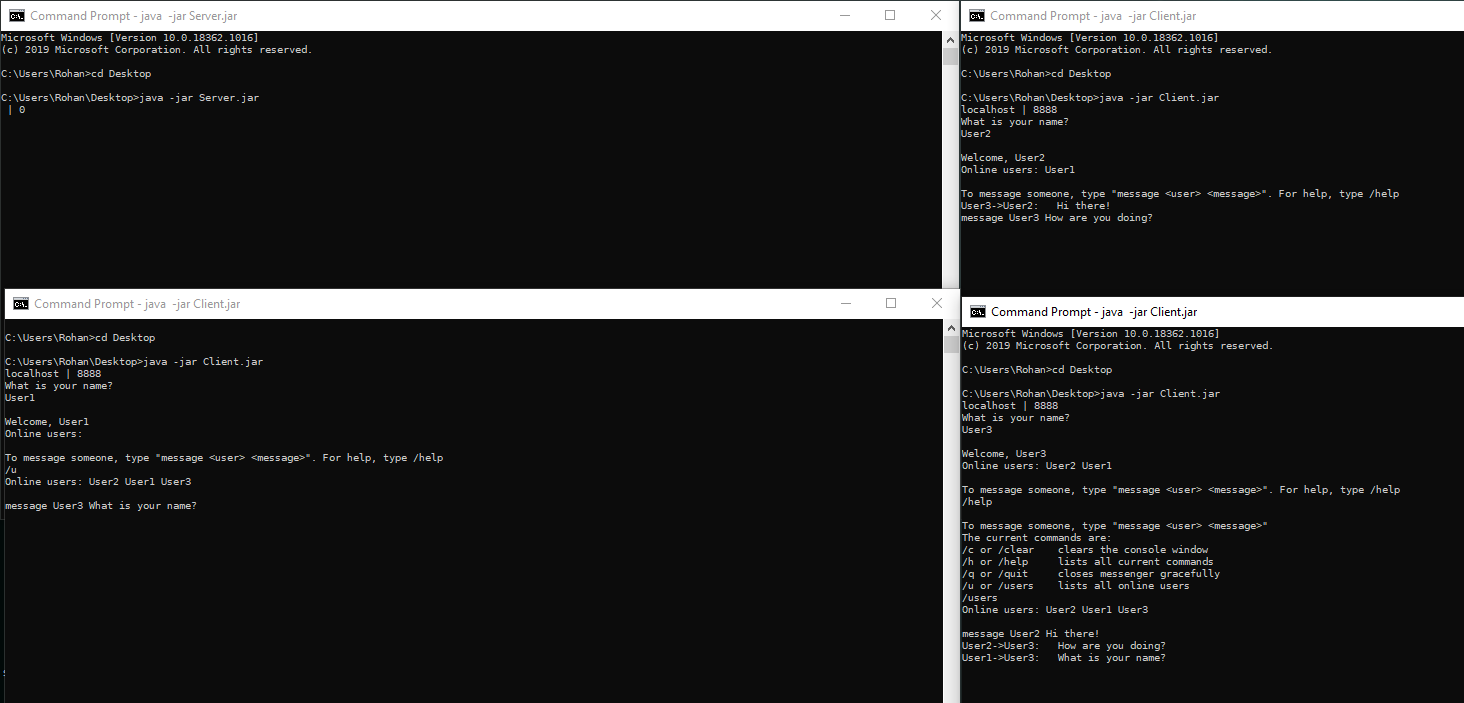 Command Prompt - java  -jar Server.jar
Microsoft Windows [Version 10.0.18362.1016]
(c) 2019 Microsoft Corporation. All rights reserved.
C:\Users\Rohan>cd Desktop
C:\Users\Rohan\Desktop>java -jar Server.jar
 | 0
Command Prompt - java  -jar Client.jar
Microsoft Windows [Version 10.0.18362.1016]
(c) 2019 Microsoft Corporation. All rights reserved.
C:\Users\Rohan>cd Desktop
C:\Users\Rohan\Desktop>java -jar Client.jar
localhost | 8888
What is your name?
User2
Welcome, User2
Online users: User1
To message someone, type "message <user> <message>". For help, type /help
User3->User2:   Hi there!
message User3 How are you doing?
Command Prompt - java  -jar Client.jar
C:\Users\Rohan>cd Desktop
C:\Users\Rohan\Desktop>java -jar Client.jar
localhost | 8888
What is your name?
User1
Welcome, User1
Online users:
To message someone, type "message <user> <message>". For help, type /help
/u
Online users: User2 User1 User3
message User3 What is your name?
Command Prompt - java  -jar Client.jar
Microsoft Windows [Version 10.0.18362.1016]
(c) 2019 Microsoft Corporation. All rights reserved.
C:\Users\Rohan>cd Desktop
C:\Users\Rohan\Desktop>java -jar Client.jar
localhost | 8888
What is your name?
User3
Welcome, User3
Online users: User2 User1
To message someone, type "message <user> <message>". For help, type /help
/help
To message someone, type "message <user> <message>"
The current commands are:
/c or /clear    clears the console window
/h or /help     lists all current commands
/q or /quit     closes messenger gracefully
/u or /users    lists all online users
/users
Online users: User2 User1 User3
message User2 Hi there!
User2->User3:   How are you doing?
User1->User3:   What is your name?